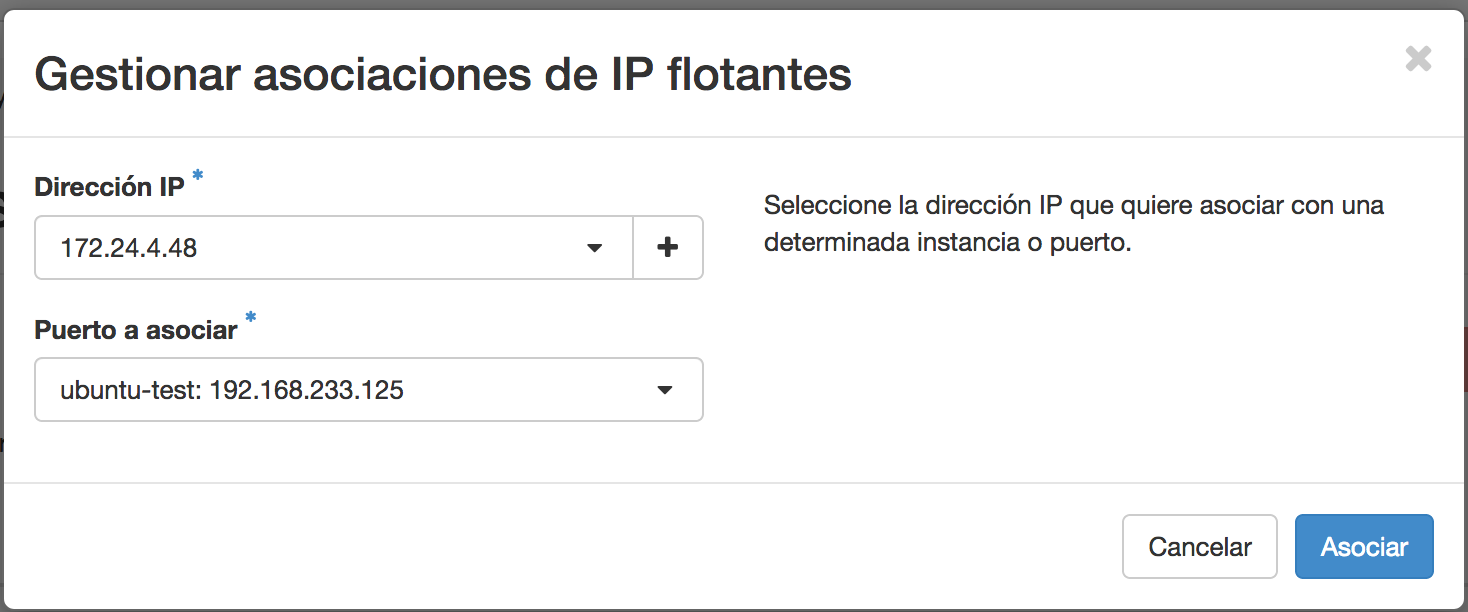 Gestionar asociaciones de IP flotantes
Dirección IP *
172.24.4.48
Seleccione la dirección IP que quiere asociar con una
determinada instancia o puerto.
Puerto a asociar *
ubuntu-test: 192.168.233.125
Cancelar
Asociar